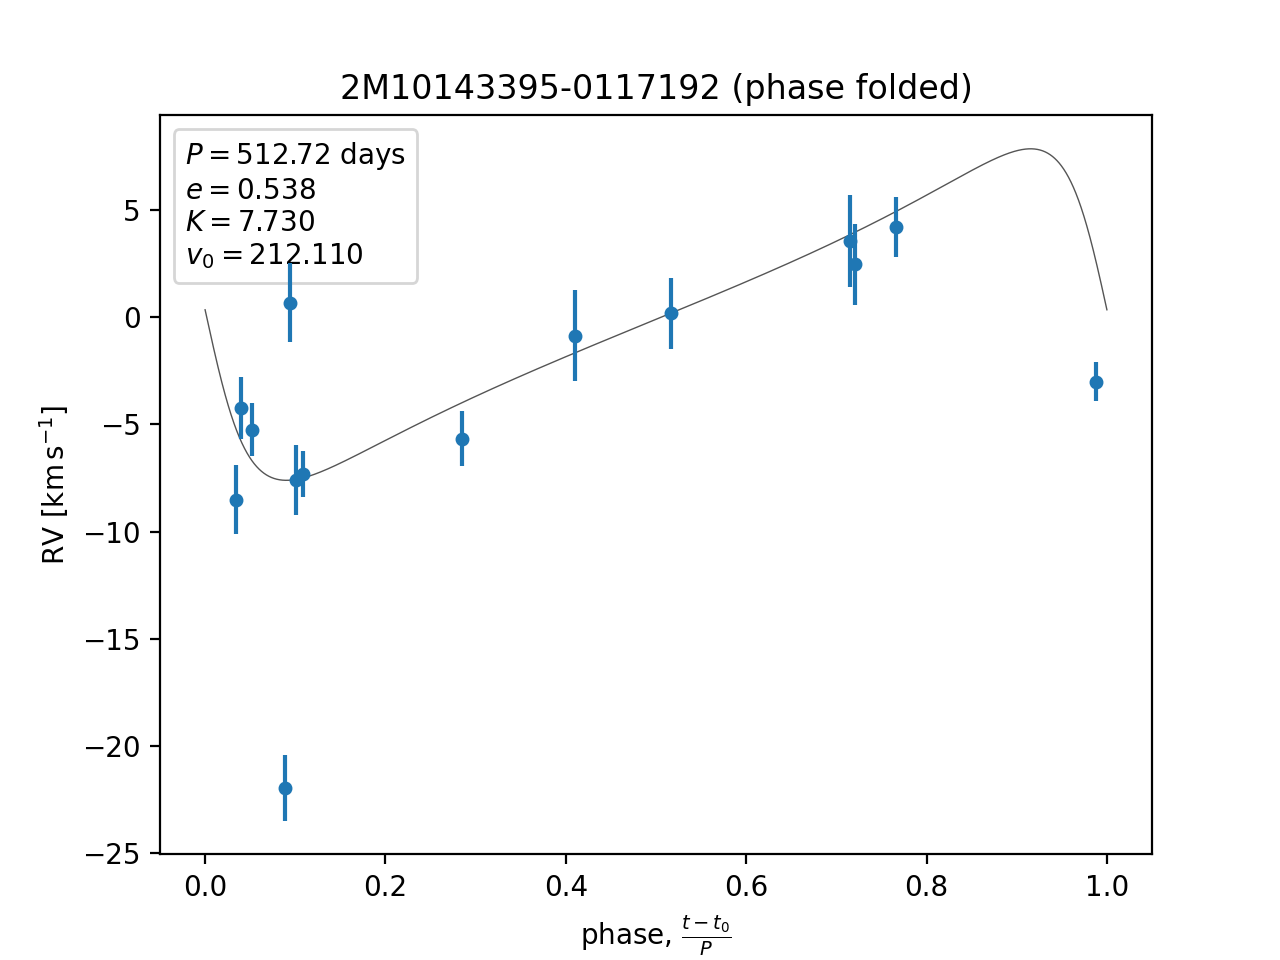 2M10143395-0117192 (phase folded)
P = 512.72 days
e = 0.538
K = 7.730
v₀ = 212.110
RV [km s⁻¹]
5
0
−5
−10
−15
−20
−25
0.0 0.2 0.4 0.6 0.8 1.0
phase, (t − t₀)/P